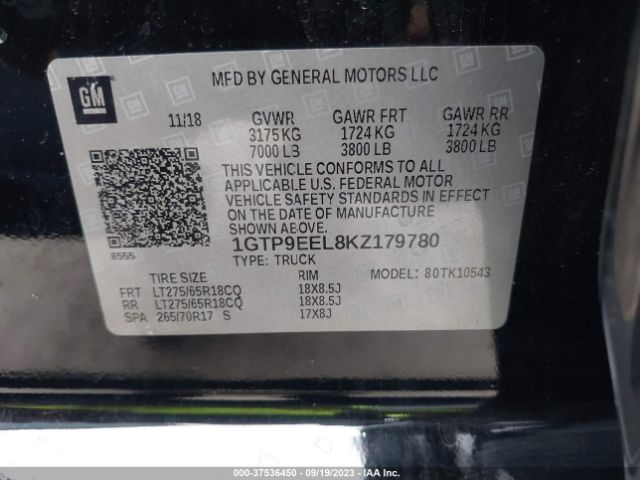 GM
MFD BY GENERAL MOTORS LLC
11/18 GVWR GAWR FRT GAWR RR
3175 KG 1724 KG 1724 KG
7000 LB 3800 LB 3800 LB
THIS VEHICLE CONFORMS TO ALL
APPLICABLE U.S. FEDERAL MOTOR
VEHICLE SAFETY STANDARDS IN EFFECT
ON THE DATE OF MANUFACTURE
SHOWN ABOVE.
1GTP9EEL8KZ179780
8555
TYPE: TRUCK
TIRE SIZE RIM MODEL: 80TK10543
FRT LT275/65R18CQ 18X8.5J
RR LT275/65R18CQ 18X8.5J
SPA 265/70R17 S 17X8J
000-37536450 - 09/19/2023 - IAA Inc.